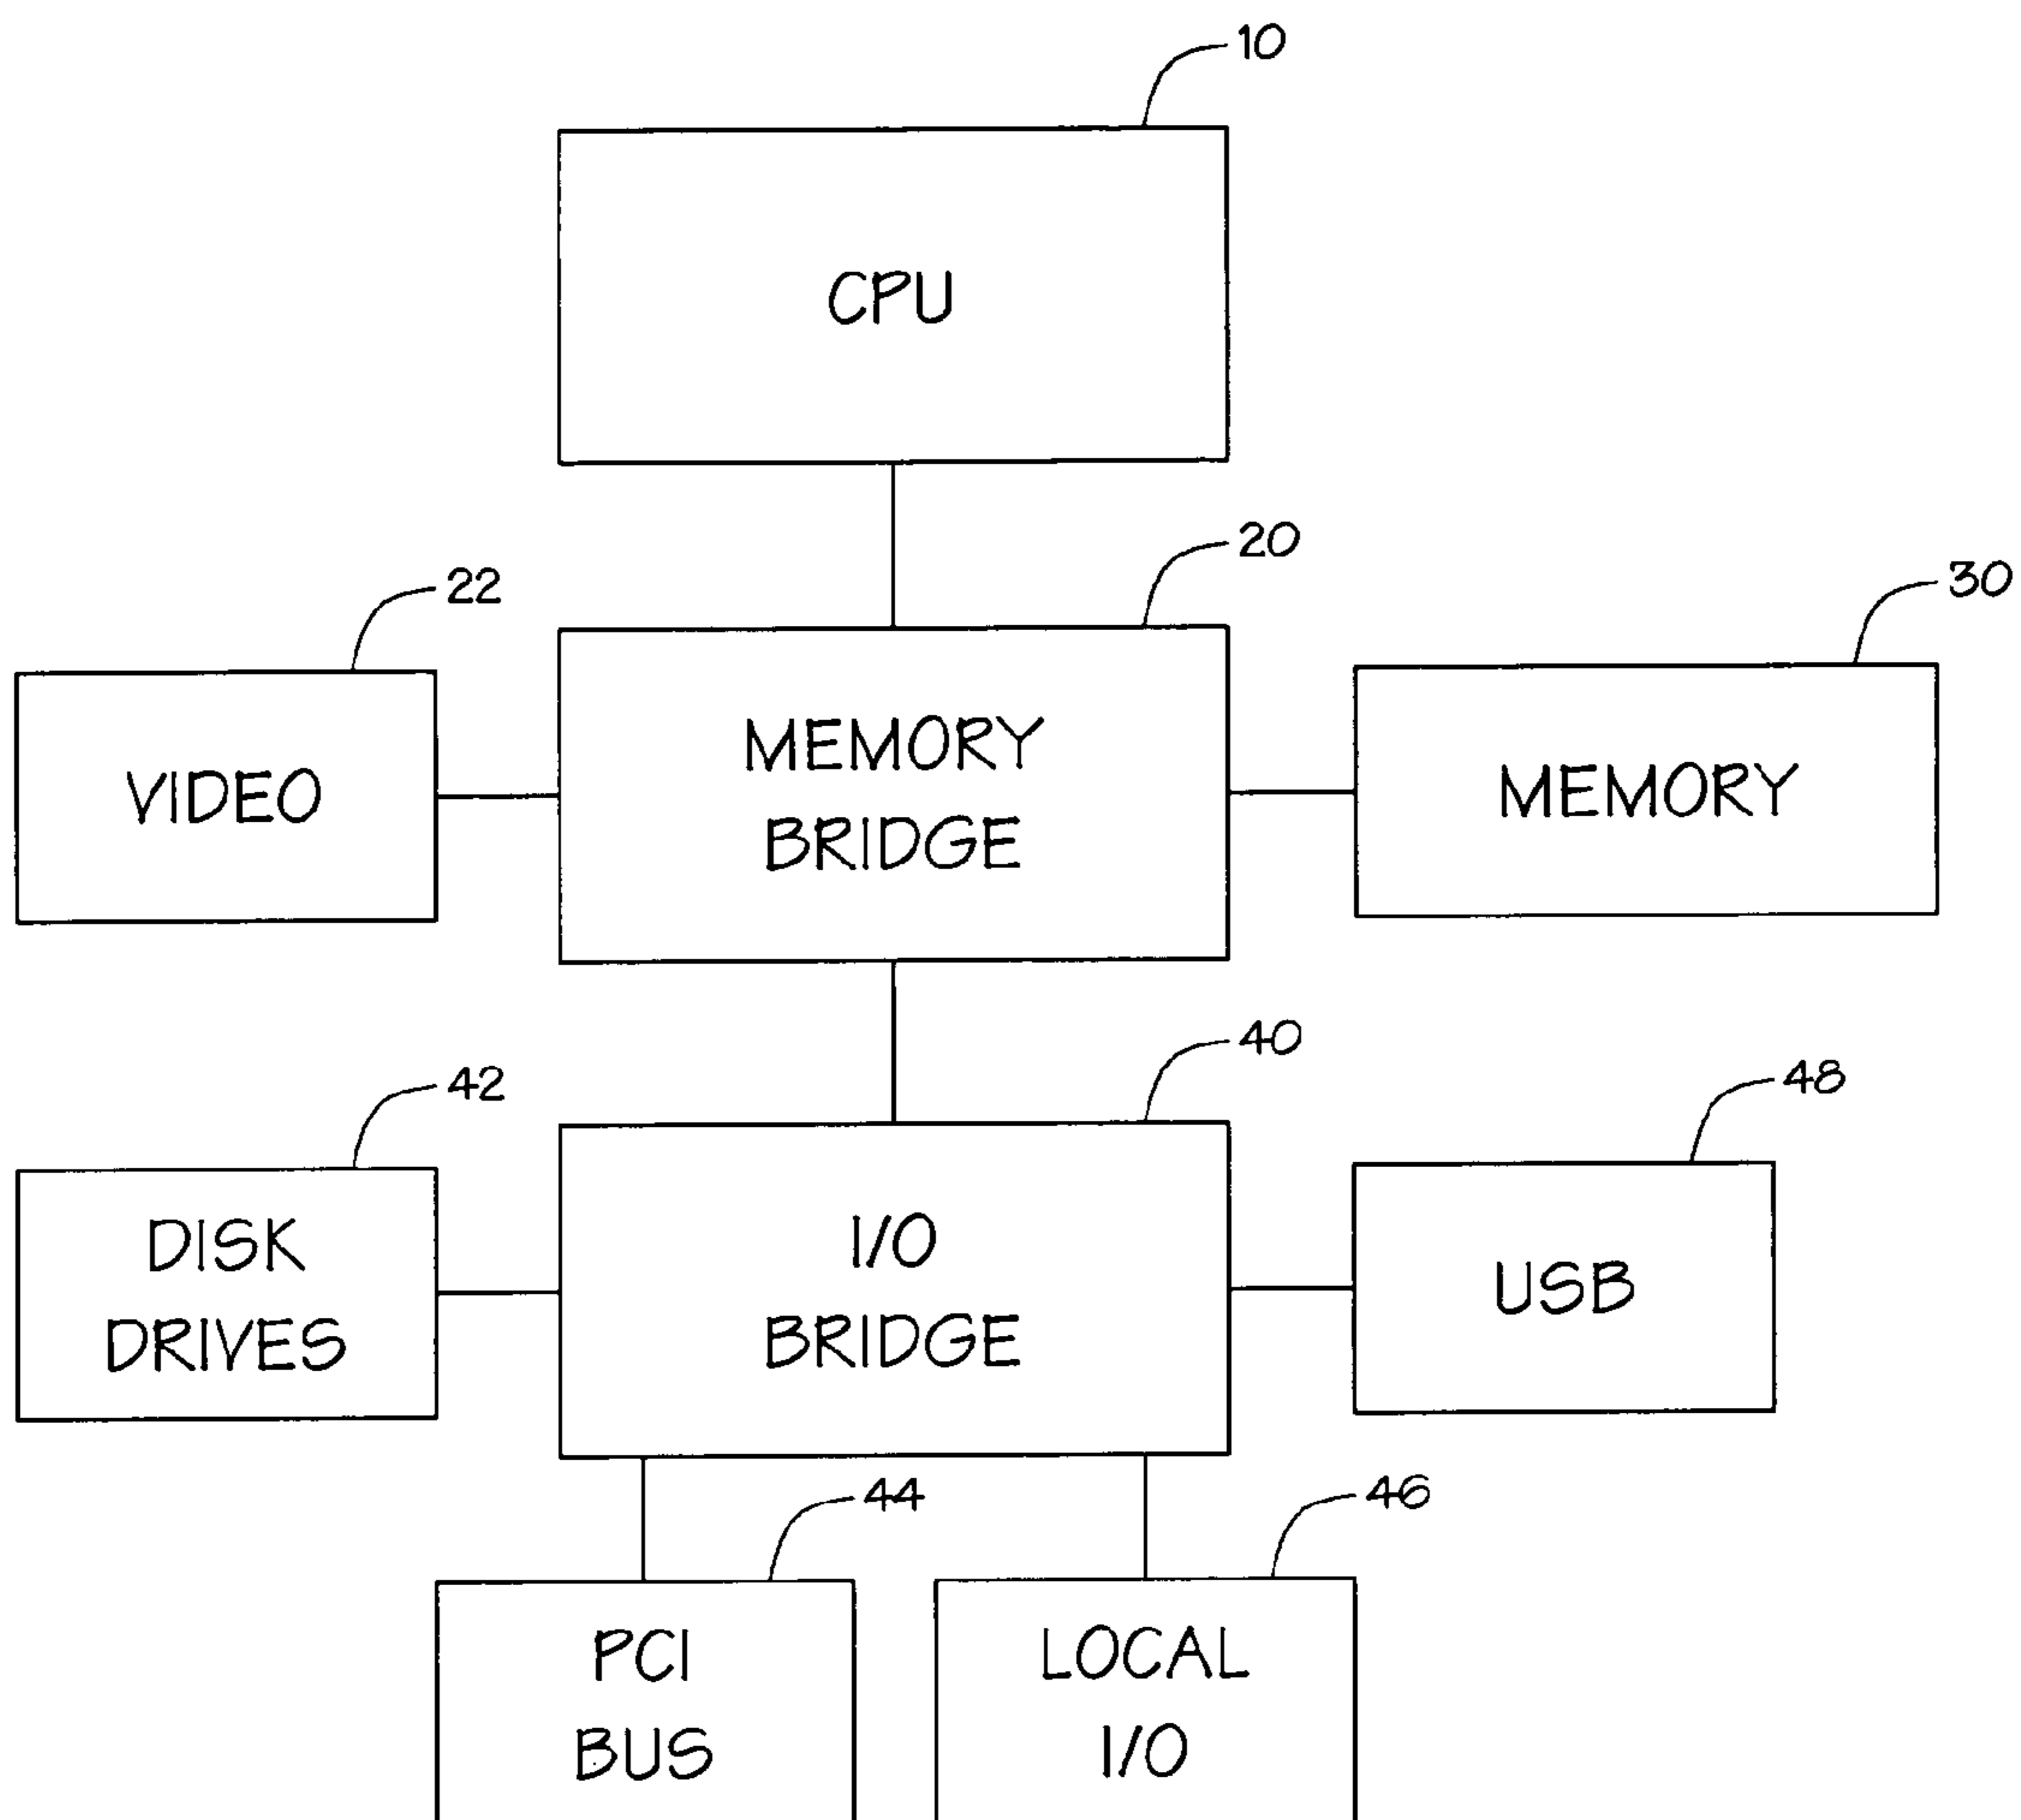 10
CPU
20
22
30
MEMORY
BRIDGE
VIDEO
MEMORY
40
42
48
I/O
BRIDGE
DISK
DRIVES
USB
44
46
PCI
BUS
LOCAL
I/O